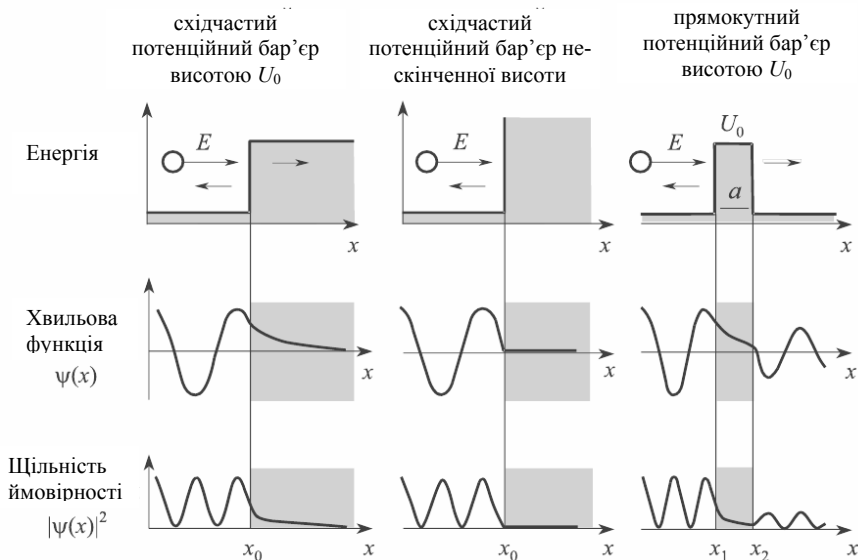 східчастий
потенційний бар’єр
висотою U₀
східчастий
потенційний бар’єр не-
скінченної висоти
прямокутний
потенційний бар’єр
висотою U₀
Енергія
E
x
E
x
U₀
E
a
x
Хвильова
функція
ψ(x)
x
x
x
Щільність
ймовірності
|ψ(x)|²
x₀
x
x₀
x
x₁
x₂
x